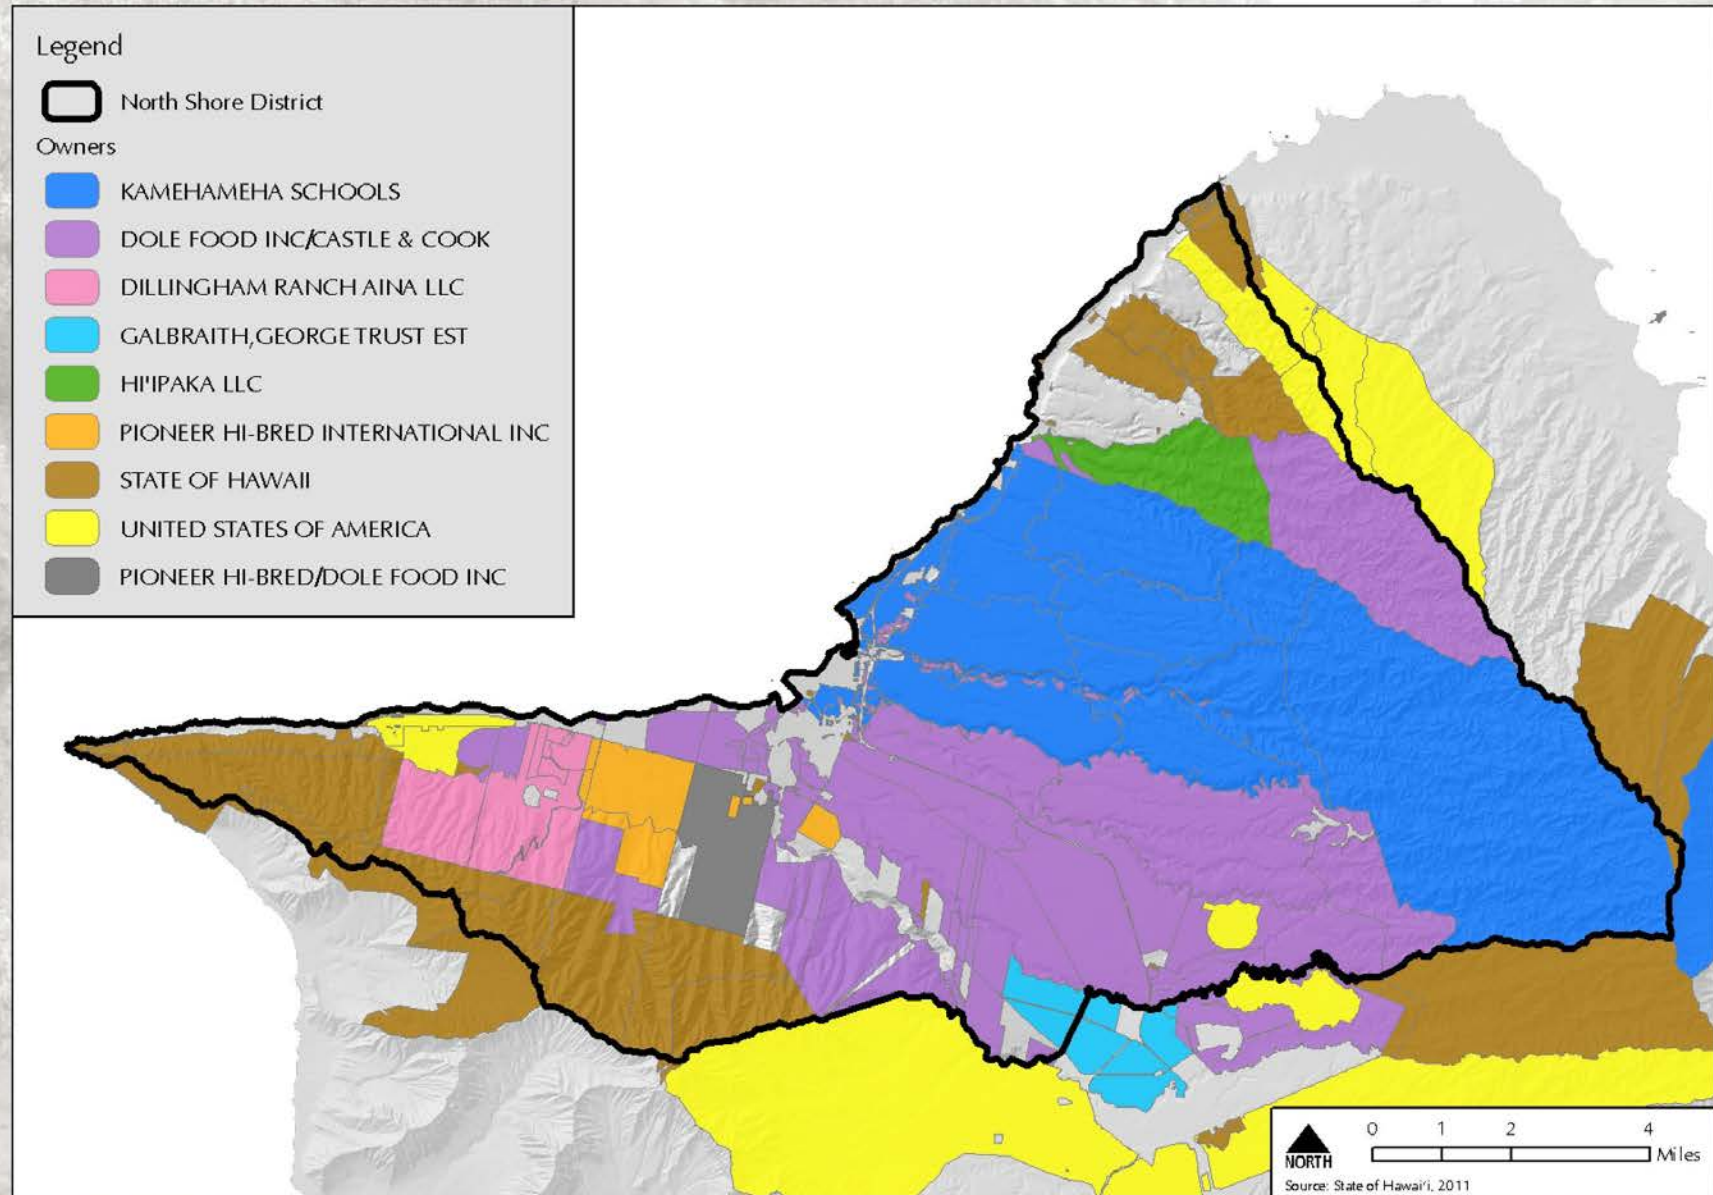 Legend
North Shore District
Owners
KAMEHAMEHA SCHOOLS
DOLE FOOD INC/CASTLE & COOK
DILLINGHAM RANCH AINA LLC
GALBRAITH,GEORGE TRUST EST
HI'IPAKA LLC
PIONEER HI-BRED INTERNATIONAL INC
STATE OF HAWAII
UNITED STATES OF AMERICA
PIONEER HI-BRED/DOLE FOOD INC
0 1 2 4
Miles
NORTH
Source: State of Hawai'i, 2011